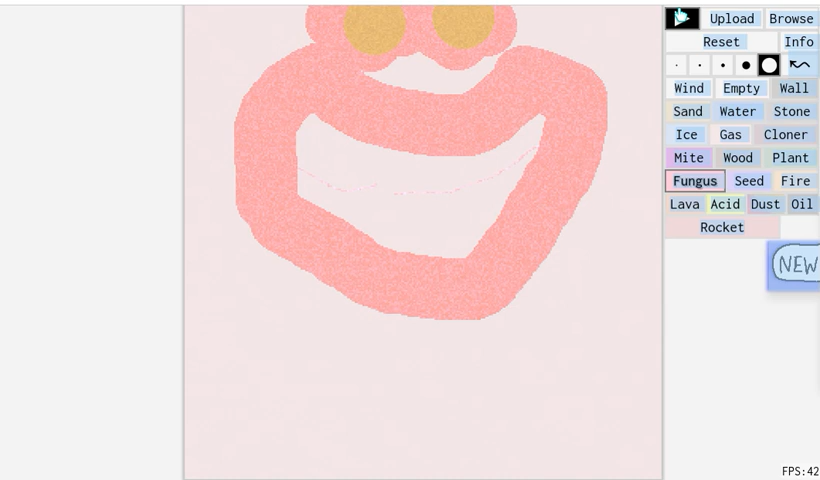 Upload Browse
Reset Info
Wind Empty Wall
Sand Water Stone
Ice Gas Cloner
Mite Wood Plant
Fungus Seed Fire
Lava Acid Dust Oil
Rocket
NEW
FPS:42